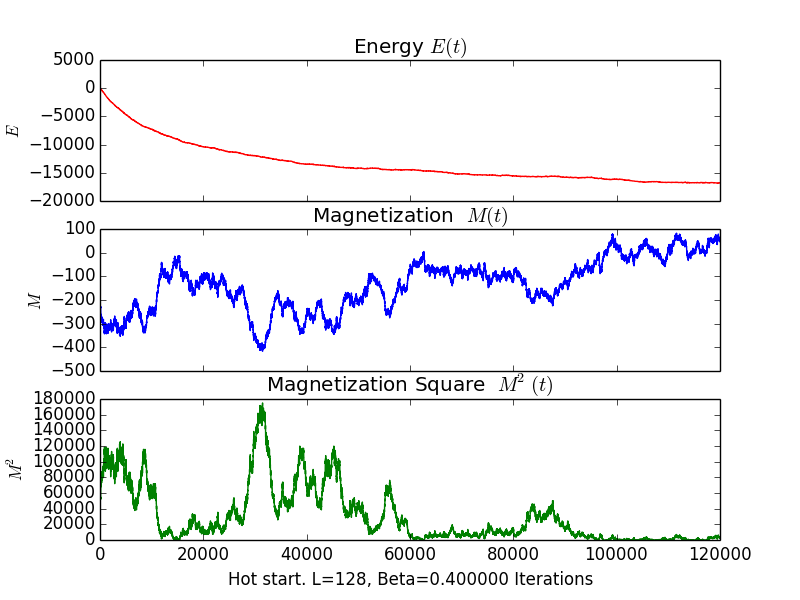 Energy E(t)
5000
0
−5000
−10000
−15000
−20000
E
Magnetization M(t)
100
0
−100
−200
−300
−400
−500
M
Magnetization Square M² (t)
180000
160000
140000
120000
100000
80000
60000
40000
20000
0
M²
0 20000 40000 60000 80000 100000 120000
Hot start. L=128, Beta=0.400000 Iterations